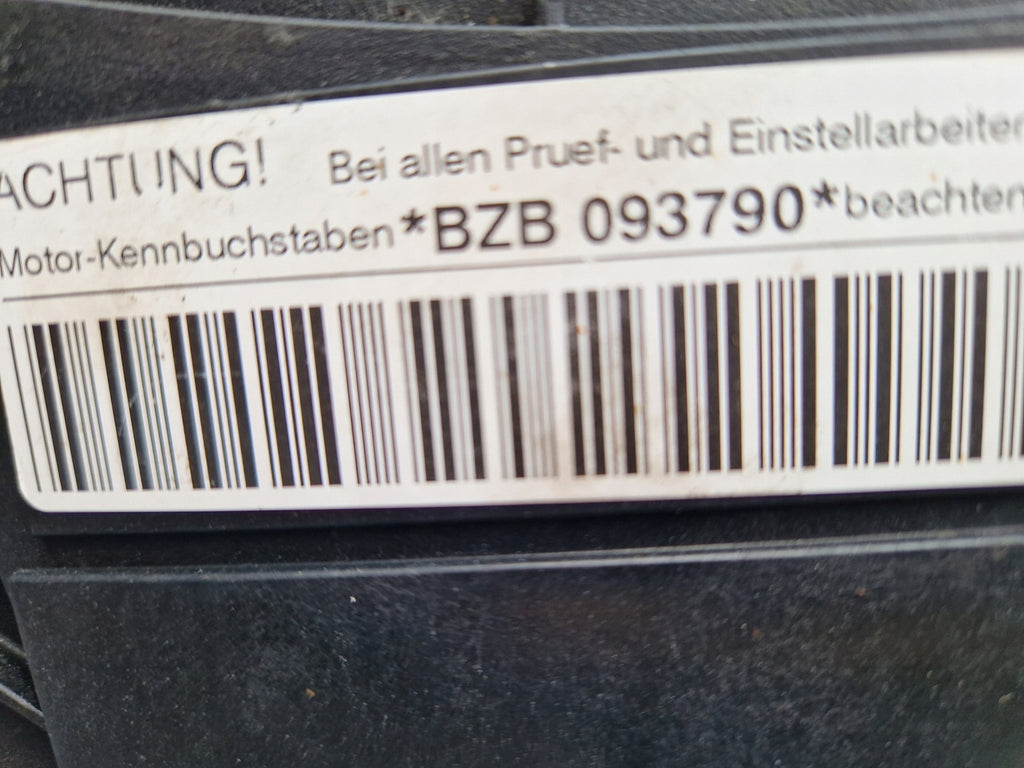 ACHTUNG! Bei allen Pruef- und Einstellarbeiten
Motor-Kennbuchstaben *BZB 093790* beachten